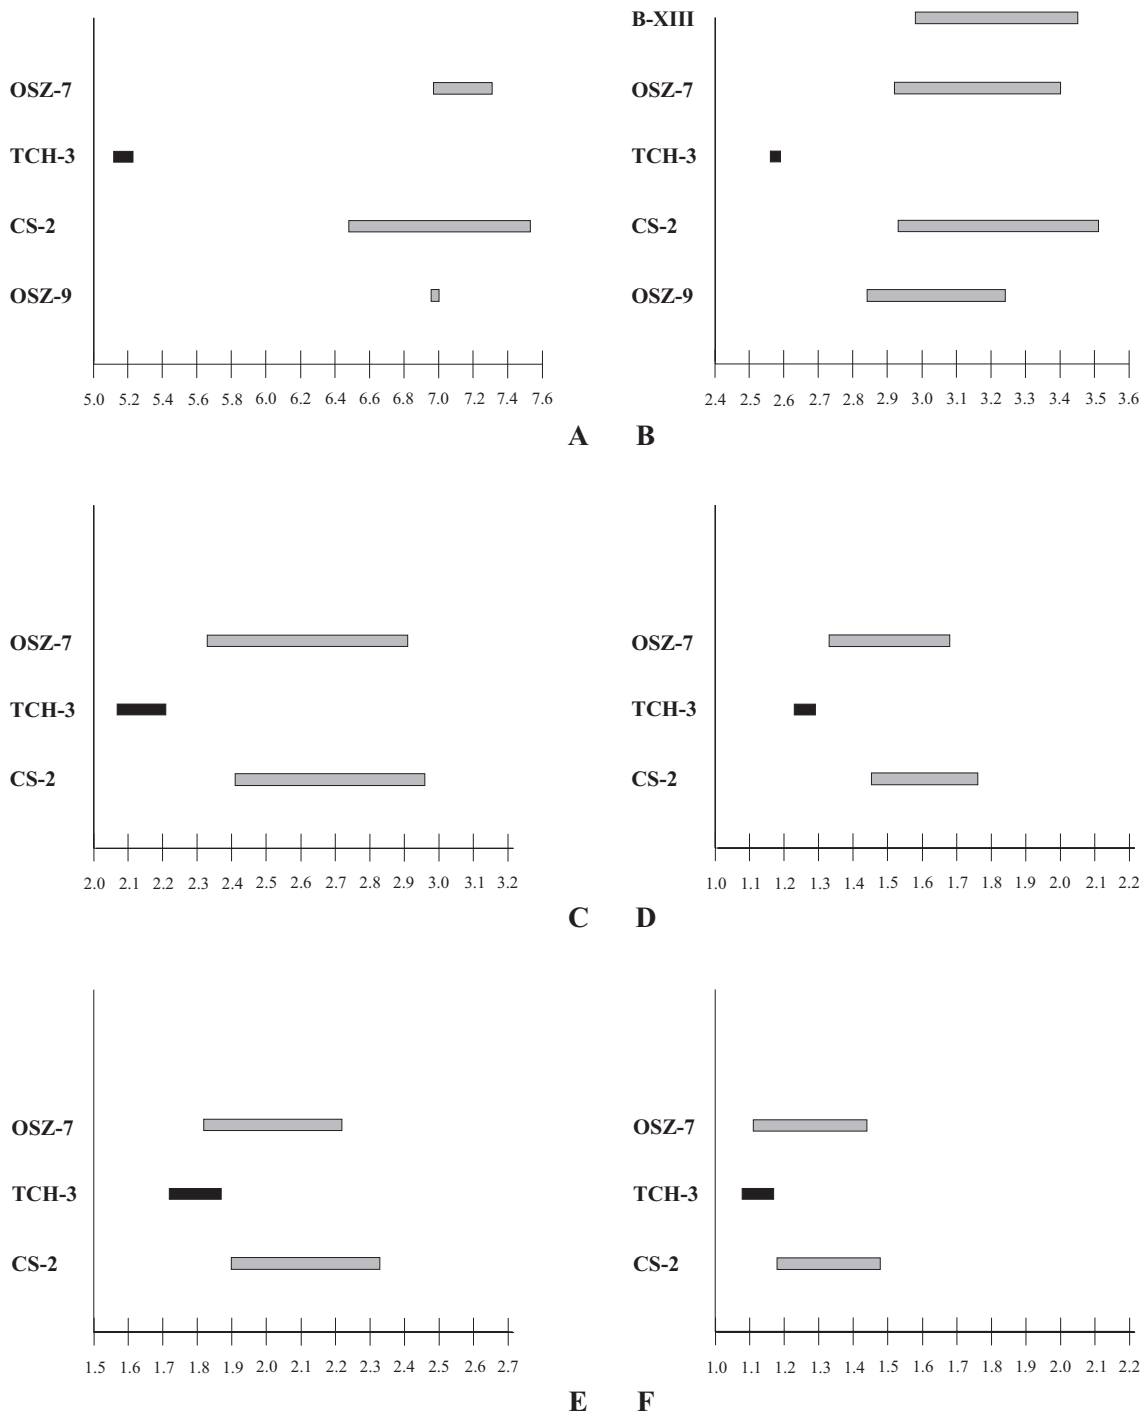 OSZ-7
TCH-3
CS-2
OSZ-9
5.0 5.2 5.4 5.6 5.8 6.0 6.2 6.4 6.6 6.8 7.0 7.2 7.4 7.6
A
B-XIII
OSZ-7
TCH-3
CS-2
OSZ-9
2.4 2.5 2.6 2.7 2.8 2.9 3.0 3.1 3.2 3.3 3.4 3.5 3.6
B
OSZ-7
TCH-3
CS-2
2.0 2.1 2.2 2.3 2.4 2.5 2.6 2.7 2.8 2.9 3.0 3.1 3.2
C
OSZ-7
TCH-3
CS-2
1.0 1.1 1.2 1.3 1.4 1.5 1.6 1.7 1.8 1.9 2.0 2.1 2.2
D
OSZ-7
TCH-3
CS-2
1.5 1.6 1.7 1.8 1.9 2.0 2.1 2.2 2.3 2.4 2.5 2.6 2.7
E
OSZ-7
TCH-3
CS-2
1.0 1.1 1.2 1.3 1.4 1.5 1.6 1.7 1.8 1.9 2.0 2.1 2.2
F